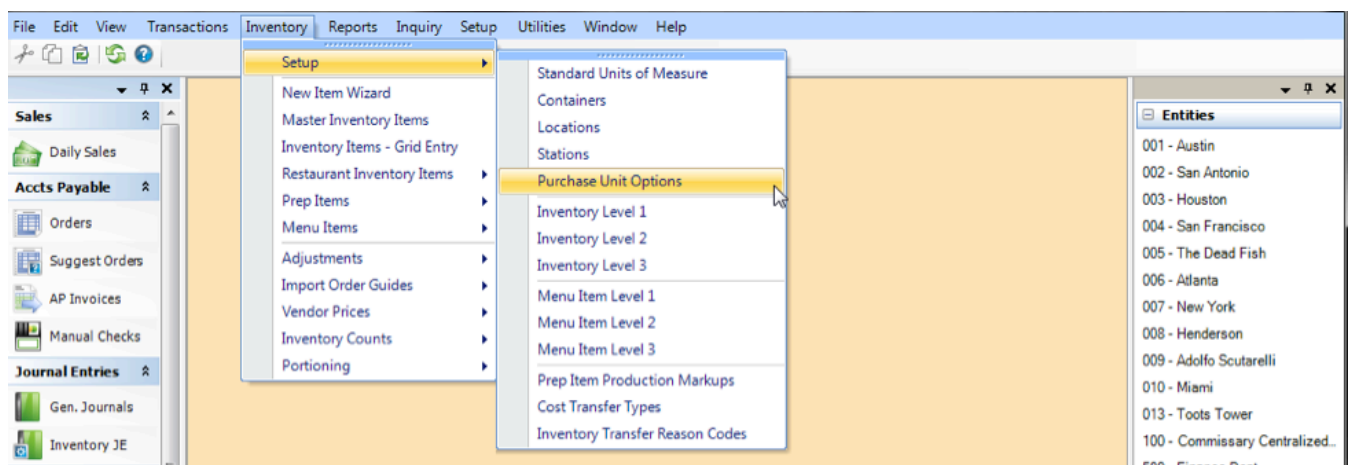 File Edit View Transactions Inventory Reports Inquiry Setup Utilities Window Help
Sales
Daily Sales
Accts Payable
Orders
Suggest Orders
AP Invoices
Manual Checks
Journal Entries
Gen. Journals
Inventory JE
Setup
New Item Wizard
Master Inventory Items
Inventory Items - Grid Entry
Restaurant Inventory Items
Prep Items
Menu Items
Adjustments
Import Order Guides
Vendor Prices
Inventory Counts
Portioning
Standard Units of Measure
Containers
Locations
Stations
Purchase Unit Options
Inventory Level 1
Inventory Level 2
Inventory Level 3
Menu Item Level 1
Menu Item Level 2
Menu Item Level 3
Prep Item Production Markups
Cost Transfer Types
Inventory Transfer Reason Codes
Entities
001 - Austin
002 - San Antonio
003 - Houston
004 - San Francisco
005 - The Dead Fish
006 - Atlanta
007 - New York
008 - Henderson
009 - Adolfo Scutarelli
010 - Miami
013 - Toots Tower
100 - Commissary Centralized...